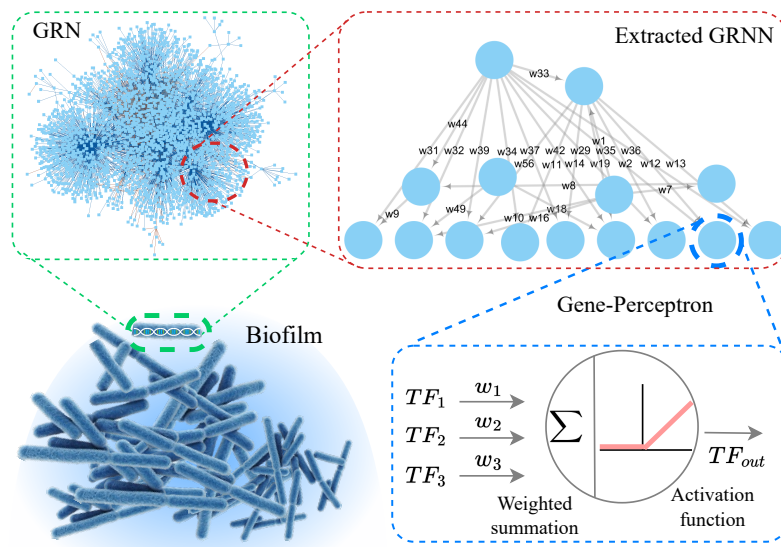 GRN
Extracted GRNN
w33
w44
w1
w31 w32 w39 w34 w37 w42 w29 w35 w36
w56 w11 w14 w19 w2 w12 w13
w8 w7
w9 w49 w18
w10 w16
Gene-Perceptron
Biofilm
TF1 w1
TF2 w2
TF3 w3
∑
TFout
Weighted
summation
Activation
function